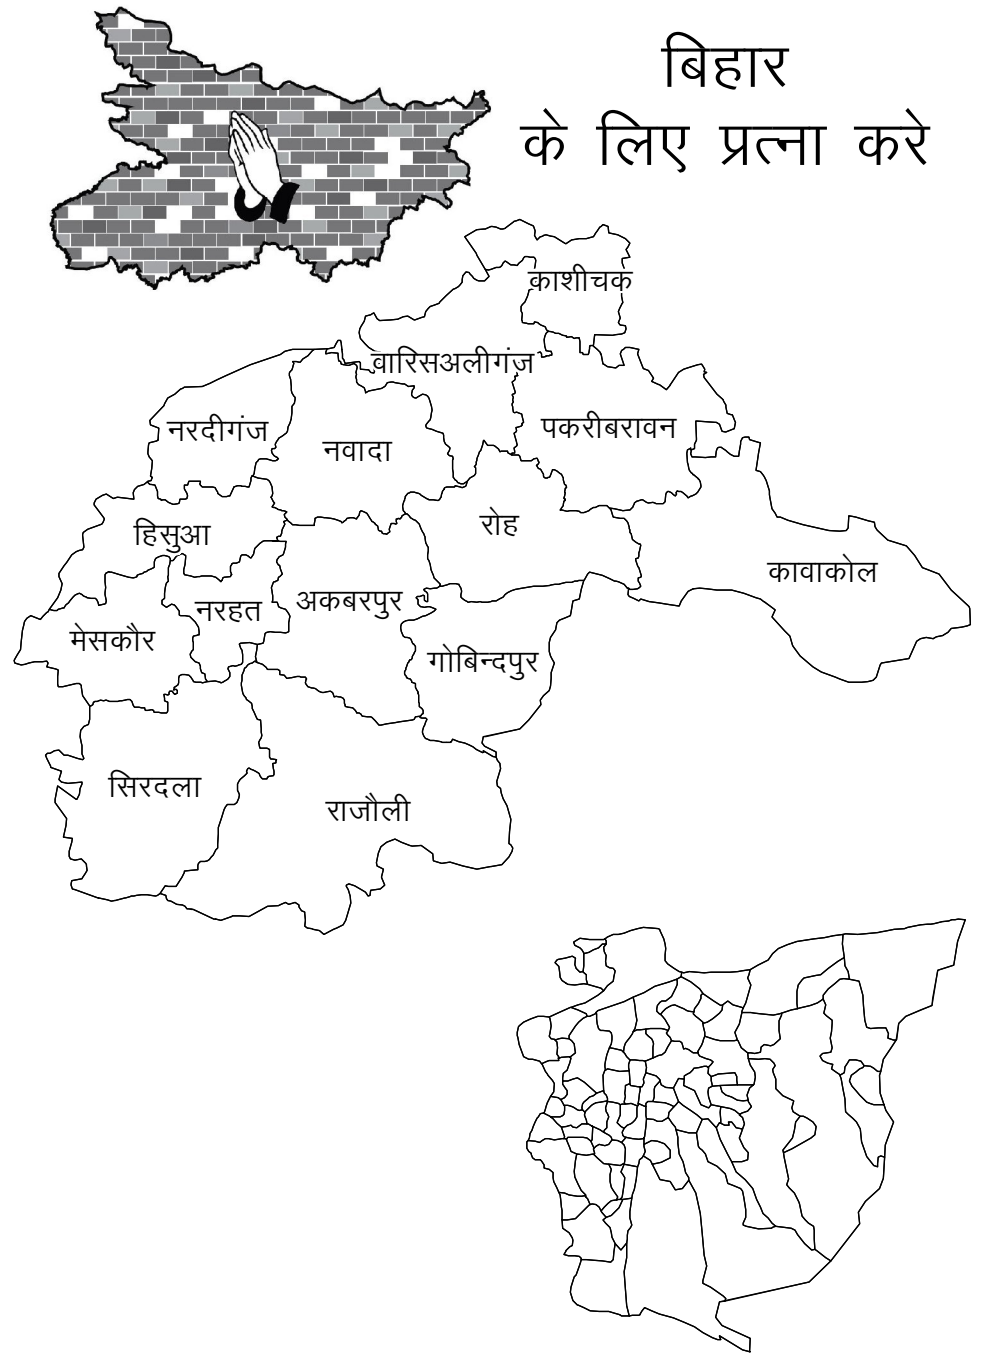 बिहार
के लिए प्रत्ना करे
काशीचक
वारिसअलीगंज
नरदीगंज
नवादा
पकरीबरावन
हिसुआ
रोह
कावाकोल
नरहत
अकबरपुर
मेसकौर
गोबिन्दपुर
सिरदला
राजौली